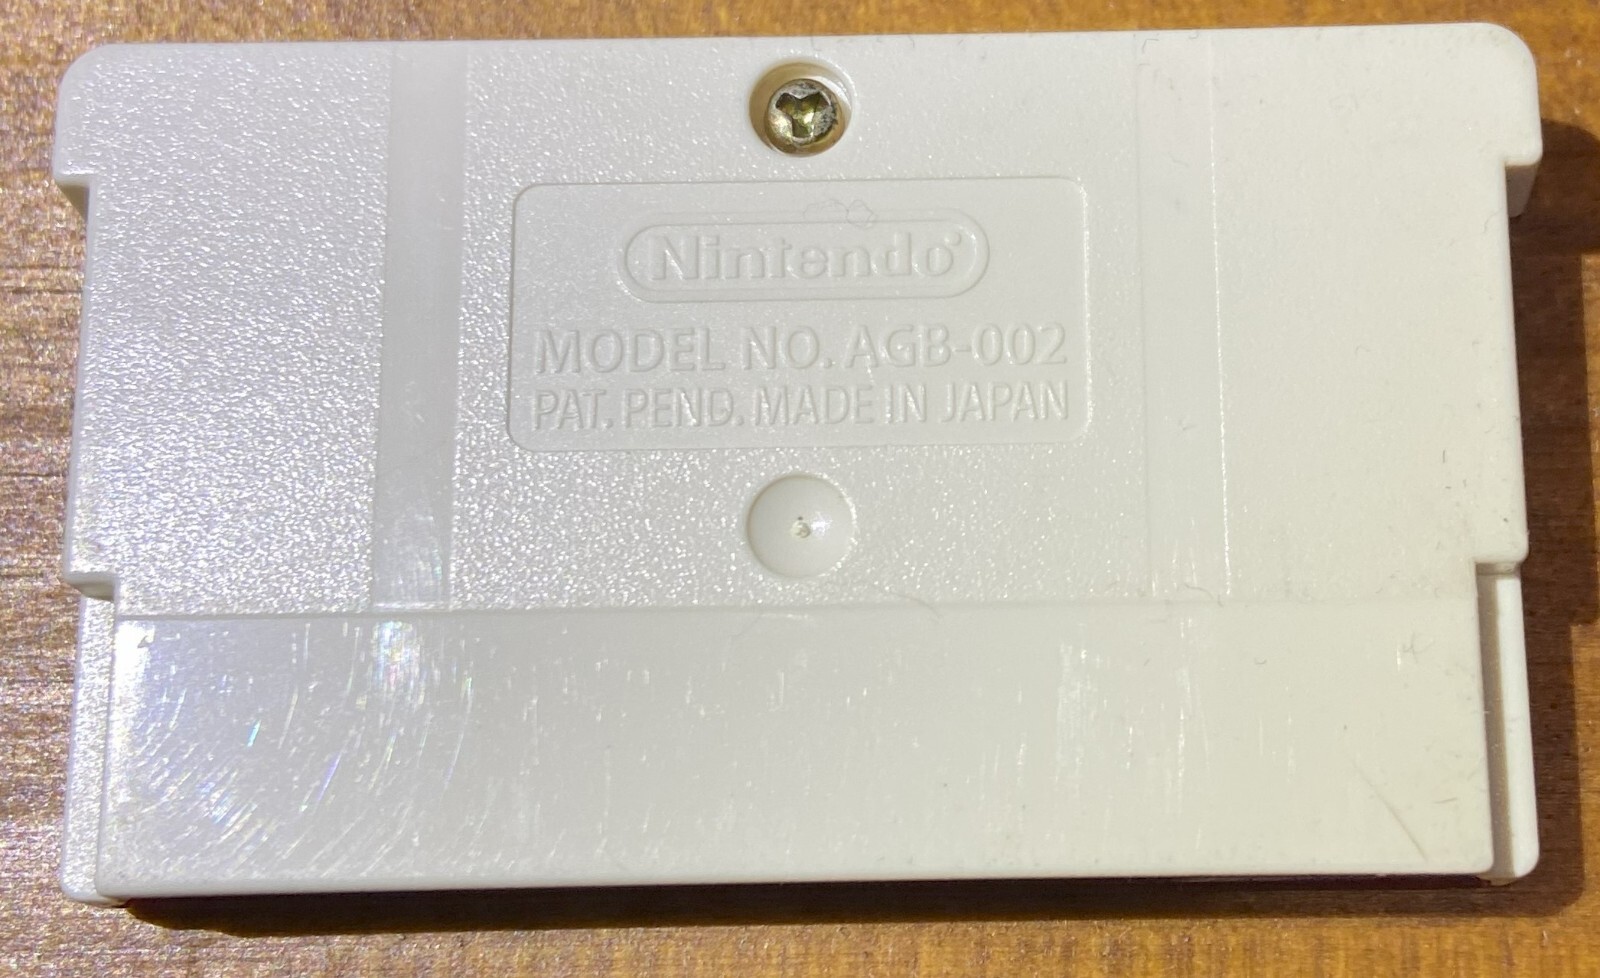 Nintendo
MODEL NO. AGB-002
PAT. PEND. MADE IN JAPAN